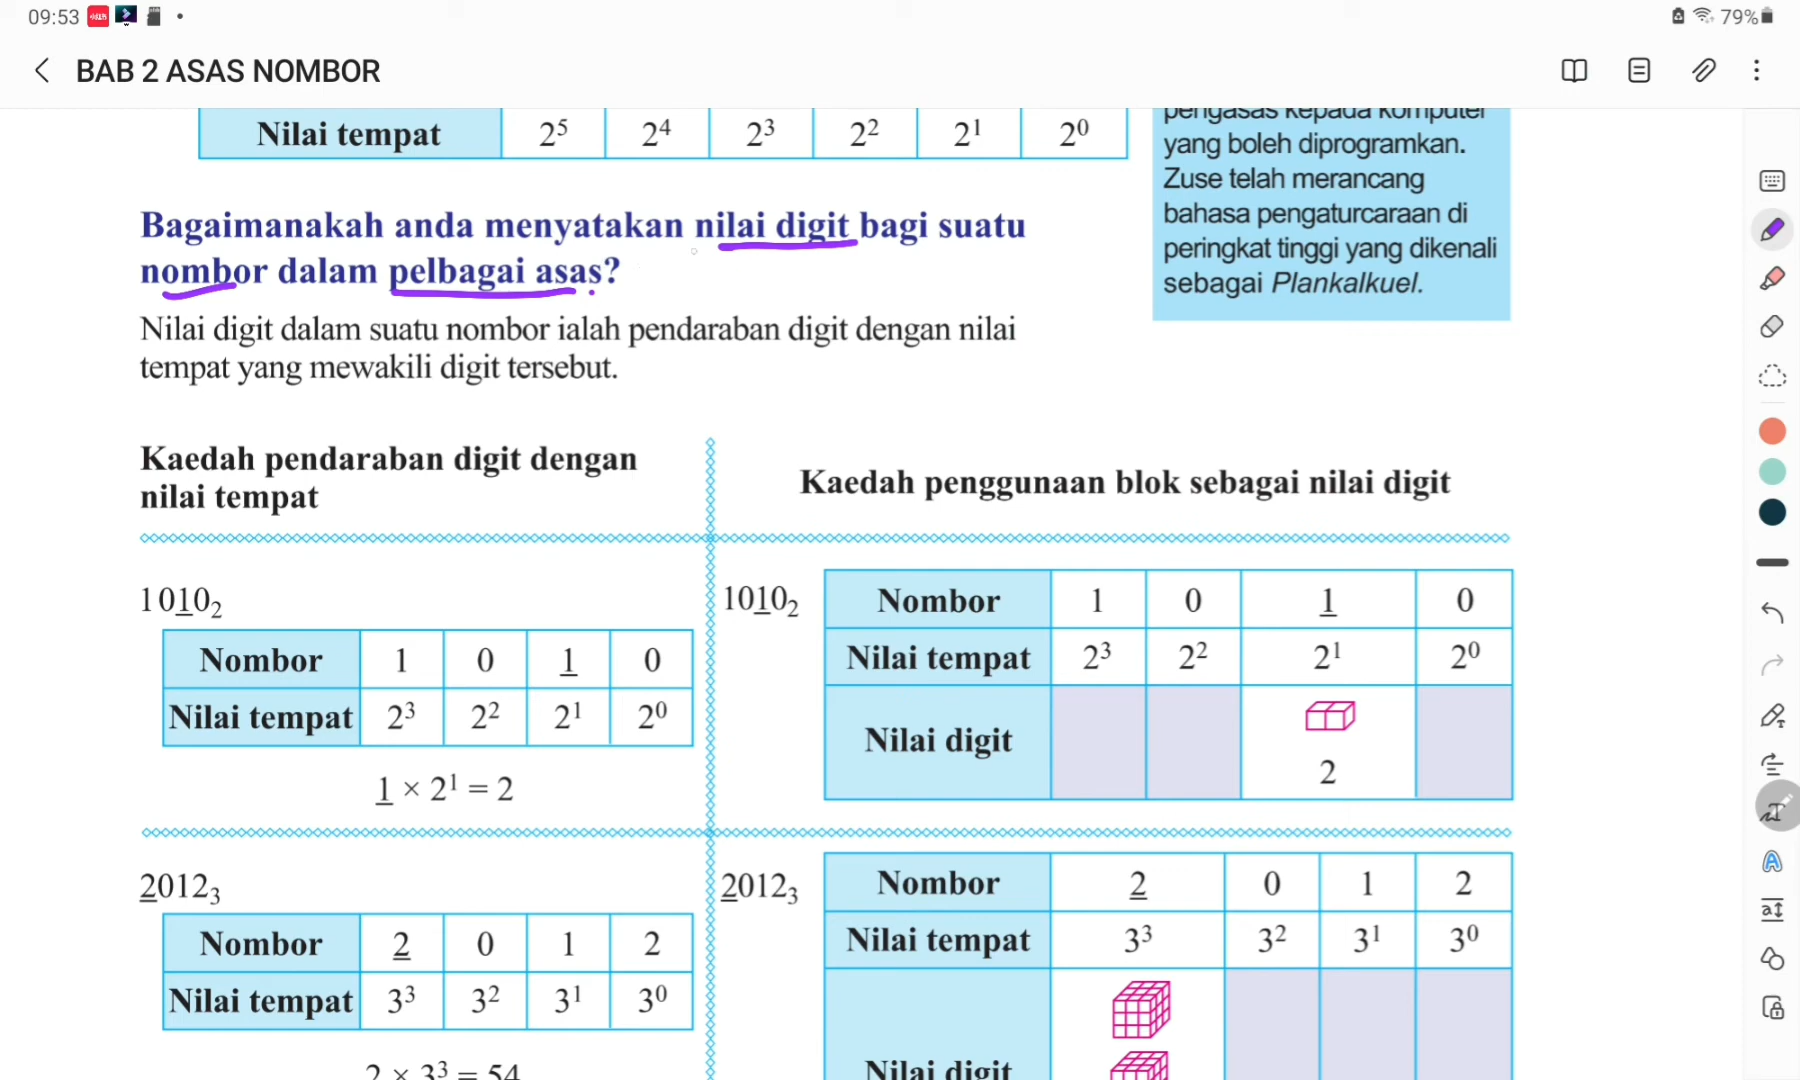 09:53
79%
BAB 2 ASAS NOMBOR
Nilai tempat 2⁵ 2⁴ 2³ 2² 2¹ 2⁰
pengasas kepada komputer
yang boleh diprogramkan.
Zuse telah merancang
bahasa pengaturcaraan di
peringkat tinggi yang dikenali
sebagai Plankalkuel.
Bagaimanakah anda menyatakan nilai digit bagi suatu
nombor dalam pelbagai asas?
Nilai digit dalam suatu nombor ialah pendaraban digit dengan nilai
tempat yang mewakili digit tersebut.
Kaedah pendaraban digit dengan
nilai tempat
Kaedah penggunaan blok sebagai nilai digit
1010₂
Nombor 1 0 1 0
Nilai tempat 2³ 2² 2¹ 2⁰
1 × 2¹ = 2
1010₂
Nombor 1 0 1 0
Nilai tempat 2³ 2² 2¹ 2⁰
Nilai digit 2
2012₃
Nombor 2 0 1 2
Nilai tempat 3³ 3² 3¹ 3⁰
2 × 3³ = 54
2012₃
Nombor 2 0 1 2
Nilai tempat 3³ 3² 3¹ 3⁰
Nilai digit